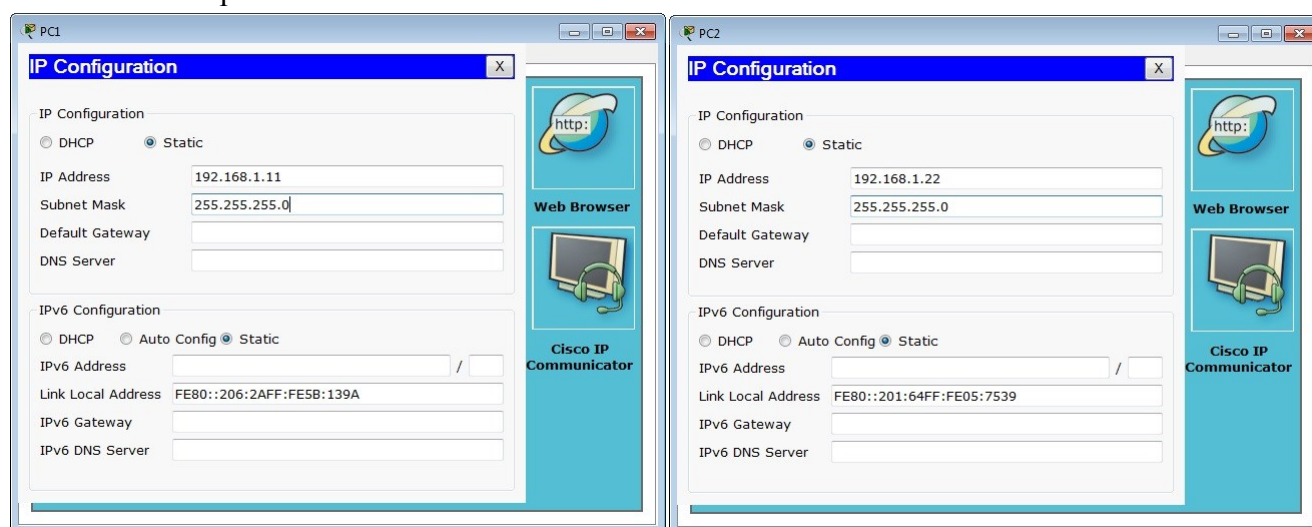 PC1
IP Configuration
X
IP Configuration
DHCP Static
IP Address 192.168.1.11
Subnet Mask 255.255.255.0
Default Gateway
DNS Server
IPv6 Configuration
DHCP Auto Config Static
IPv6 Address /
Link Local Address FE80::206:2AFF:FE5B:139A
IPv6 Gateway
IPv6 DNS Server
http:
Web Browser
Cisco IP
Communicator
PC2
IP Configuration
X
IP Configuration
DHCP Static
IP Address 192.168.1.22
Subnet Mask 255.255.255.0
Default Gateway
DNS Server
IPv6 Configuration
DHCP Auto Config Static
IPv6 Address /
Link Local Address FE80::201:64FF:FE05:7539
IPv6 Gateway
IPv6 DNS Server
http:
Web Browser
Cisco IP
Communicator